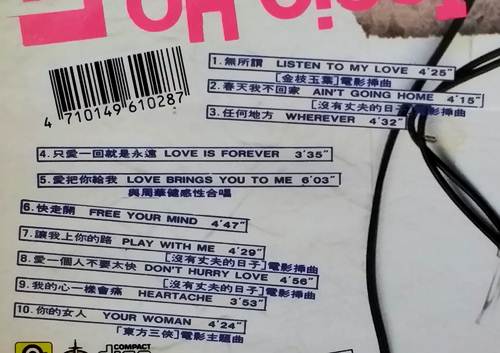 4 710149 610287
1. 無所謂 LISTEN TO MY LOVE 4'25"
[金枝玉葉]電影插曲
2. 春天我不回家 AIN'T GOING HOME 4'15"
[沒有丈夫的日子]電影插曲
3. 任何地方 WHEREVER 4'32"
4. 只愛一回就是永遠 LOVE IS FOREVER 3'35"
5. 愛把你給我 LOVE BRINGS YOU TO ME 6'03"
與周華健感性合唱
6. 快走開 FREE YOUR MIND 4'47"
7. 讓我上你的路 PLAY WITH ME 4'29"
[沒有丈夫的日子]電影插曲
8. 愛一個人不要太快 DON'T HURRY LOVE 4'56"
[沒有丈夫的日子]電影插曲
9. 我的心一樣會痛 HEARTACHE 3'53"
10. 你的女人 YOUR WOMAN 4'24"
「東方三俠」電影主題曲
COMPACT